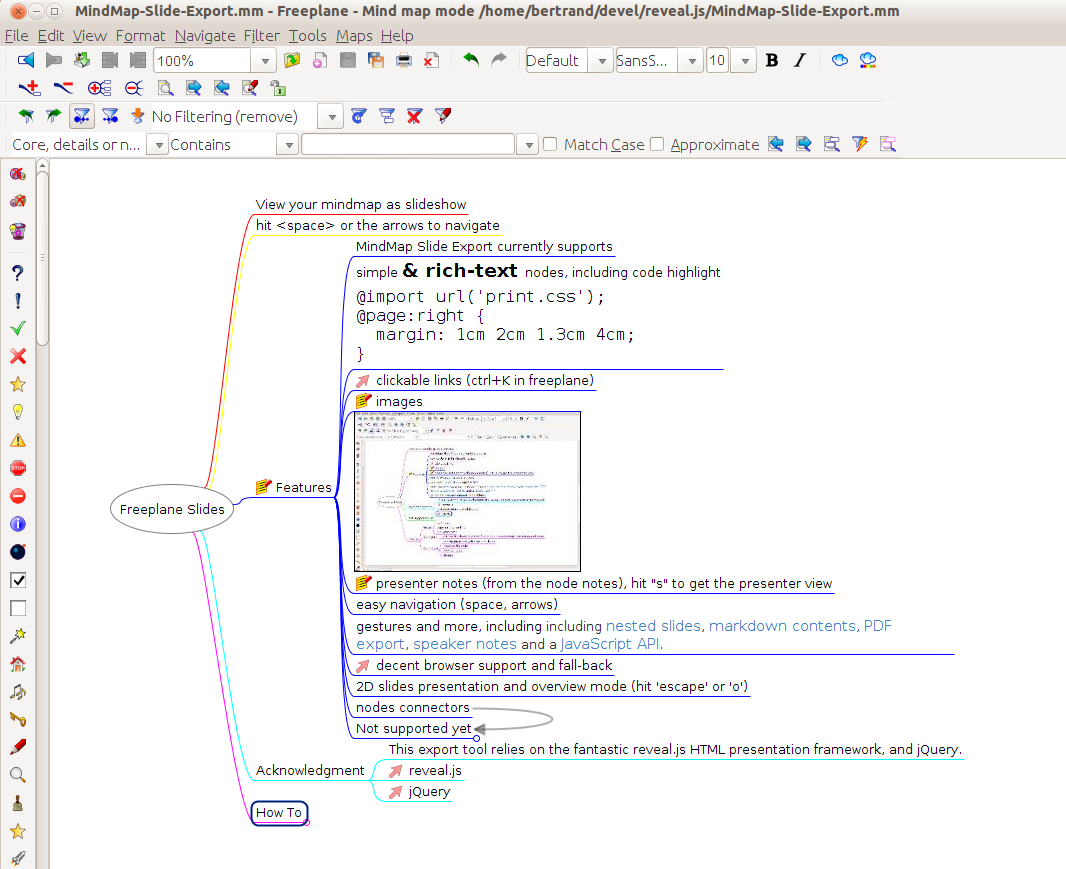 MindMap-Slide-Export.mm - Freeplane - Mind map mode /home/bertrand/devel/reveal.js/MindMap-Slide-Export.mm
File Edit View Format Navigate Filter Tools Maps Help
100% Default SansS... 10 B I
No Filtering (remove)
Core, details or n... Contains Match Case Approximate
View your mindmap as slideshow
hit <space> or the arrows to navigate
MindMap Slide Export currently supports
simple & rich-text nodes, including code highlight
@import url('print.css');
@page:right {
  margin: 1cm 2cm 1.3cm 4cm;
}
clickable links (ctrl+K in freeplane)
images
Features
Freeplane Slides
STOP
presenter notes (from the node notes), hit "s" to get the presenter view
easy navigation (space, arrows)
gestures and more, including including nested slides, markdown contents, PDF
export, speaker notes and a JavaScript API.
decent browser support and fall-back
2D slides presentation and overview mode (hit 'escape' or 'o')
nodes connectors
Not supported yet
This export tool relies on the fantastic reveal.js HTML presentation framework, and jQuery.
Acknowledgment
reveal.js
jQuery
How To